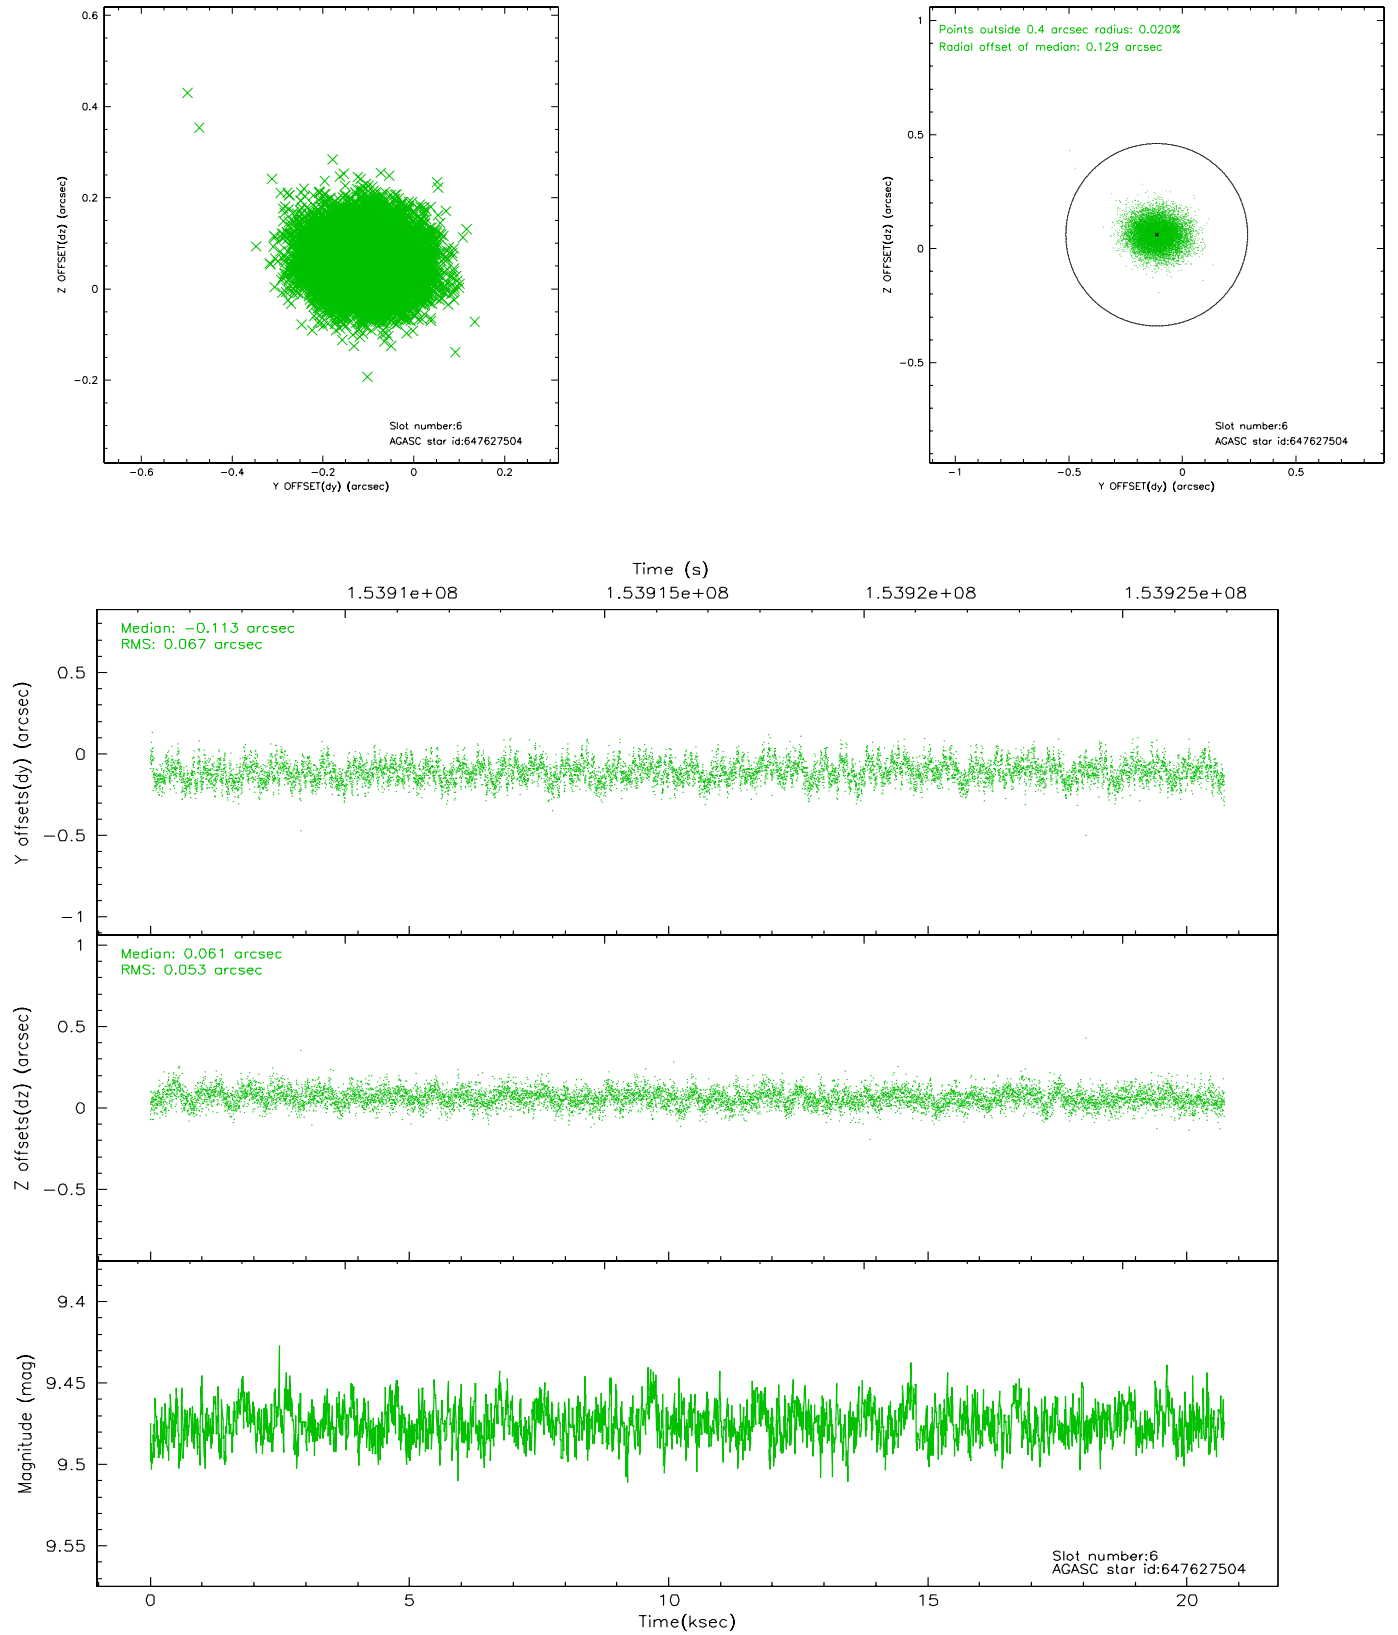 0.6
0.4
0.2
0
−0.2
Z OFFSET(dz) (arcsec)
Slot number:6
AGASC star id:647627504
−0.6 −0.4 −0.2 0 0.2
Y OFFSET(dy) (arcsec)
Points outside 0.4 arcsec radius: 0.020%
Radial offset of median: 0.129 arcsec
1
0.5
0
−0.5
Z OFFSET(dz) (arcsec)
Slot number:6
AGASC star id:647627504
−1 −0.5 0 0.5
Y OFFSET(dy) (arcsec)
Time (s)
1.5391e+08 1.53915e+08 1.5392e+08 1.53925e+08
Median: −0.113 arcsec
RMS: 0.067 arcsec
0.5
0
−0.5
−1
Y offsets(dy) (arcsec)
Median: 0.061 arcsec
RMS: 0.053 arcsec
1
0.5
0
−0.5
Z offsets(dz) (arcsec)
9.4
9.45
9.5
9.55
Magnitude (mag)
Slot number:6
AGASC star id:647627504
0 5 10 15 20
Time(ksec)